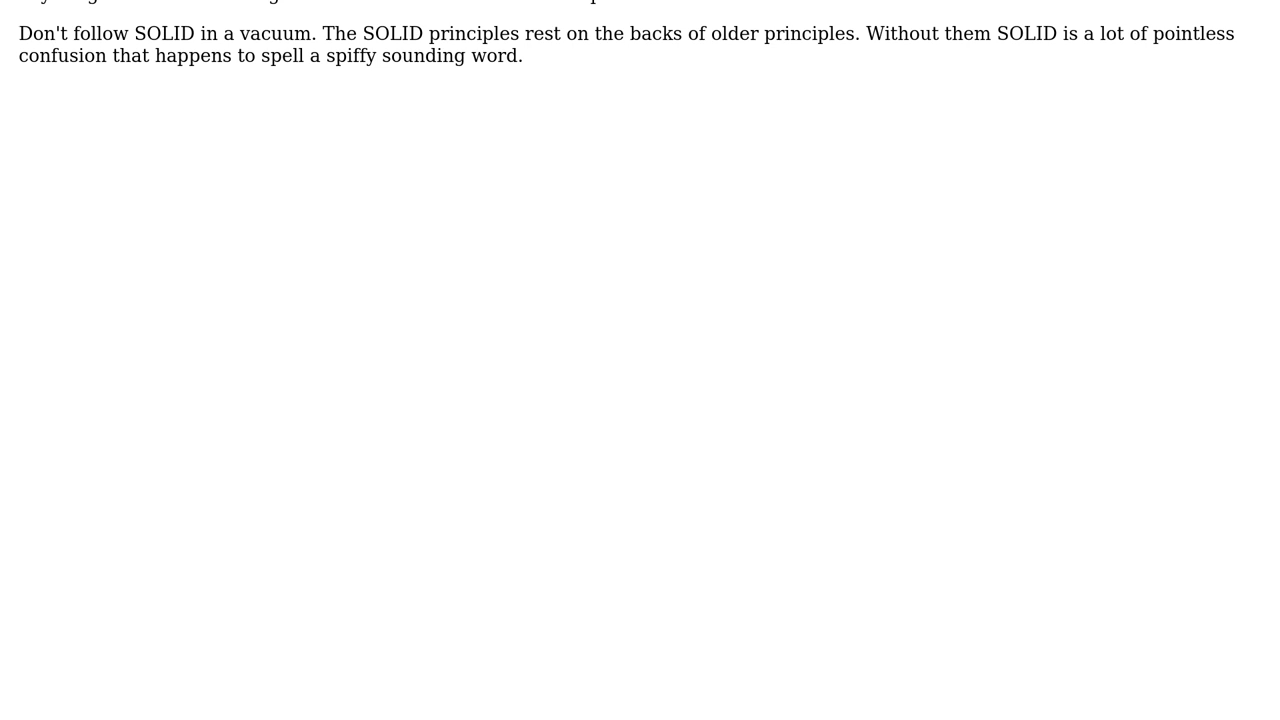 Don't follow SOLID in a vacuum. The SOLID principles rest on the backs of older principles. Without them SOLID is a lot of pointless
confusion that happens to spell a spiffy sounding word.